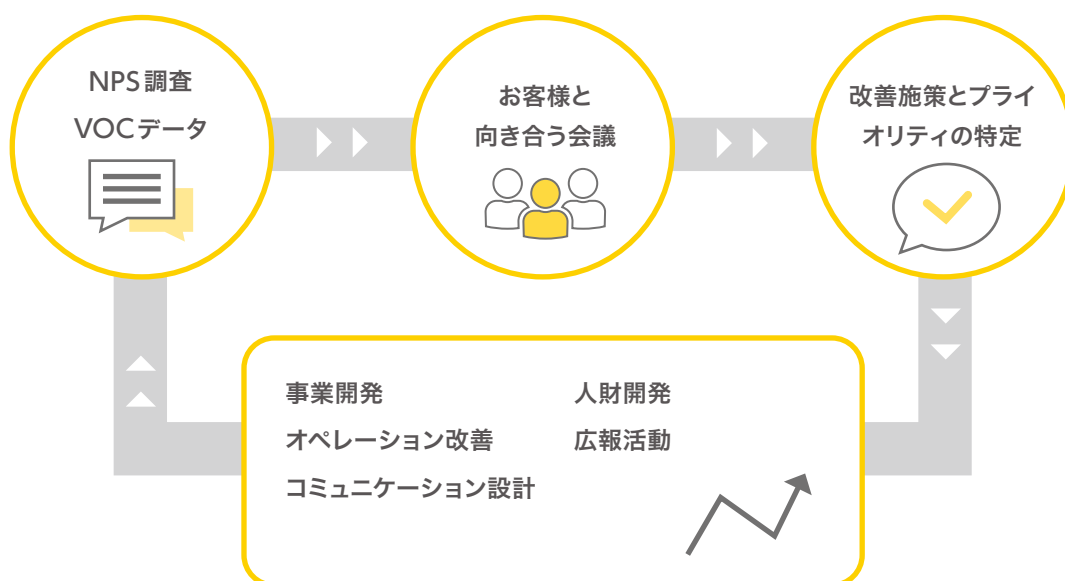 NPS調査
VOCデータ
お客様と
向き合う会議
改善施策とプライ
オリティの特定
事業開発
オペレーション改善
コミュニケーション設計
人財開発
広報活動